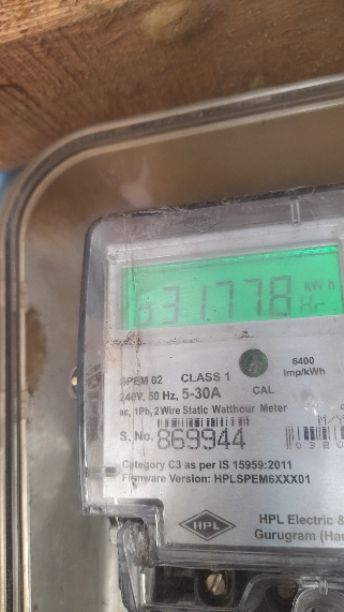 631.778 kWh
Hr
SPEM 02 CLASS 1
6400
imp/kWh
240V, 50 Hz, 5-30A CAL
ac, 1Ph, 2 Wire Static Watthour Meter
S. No. 869944
Category C3 as per IS 15959:2011
Firmware Version: HPLSPEM6XXX01
HPL
HPL Electric &
Gurugram